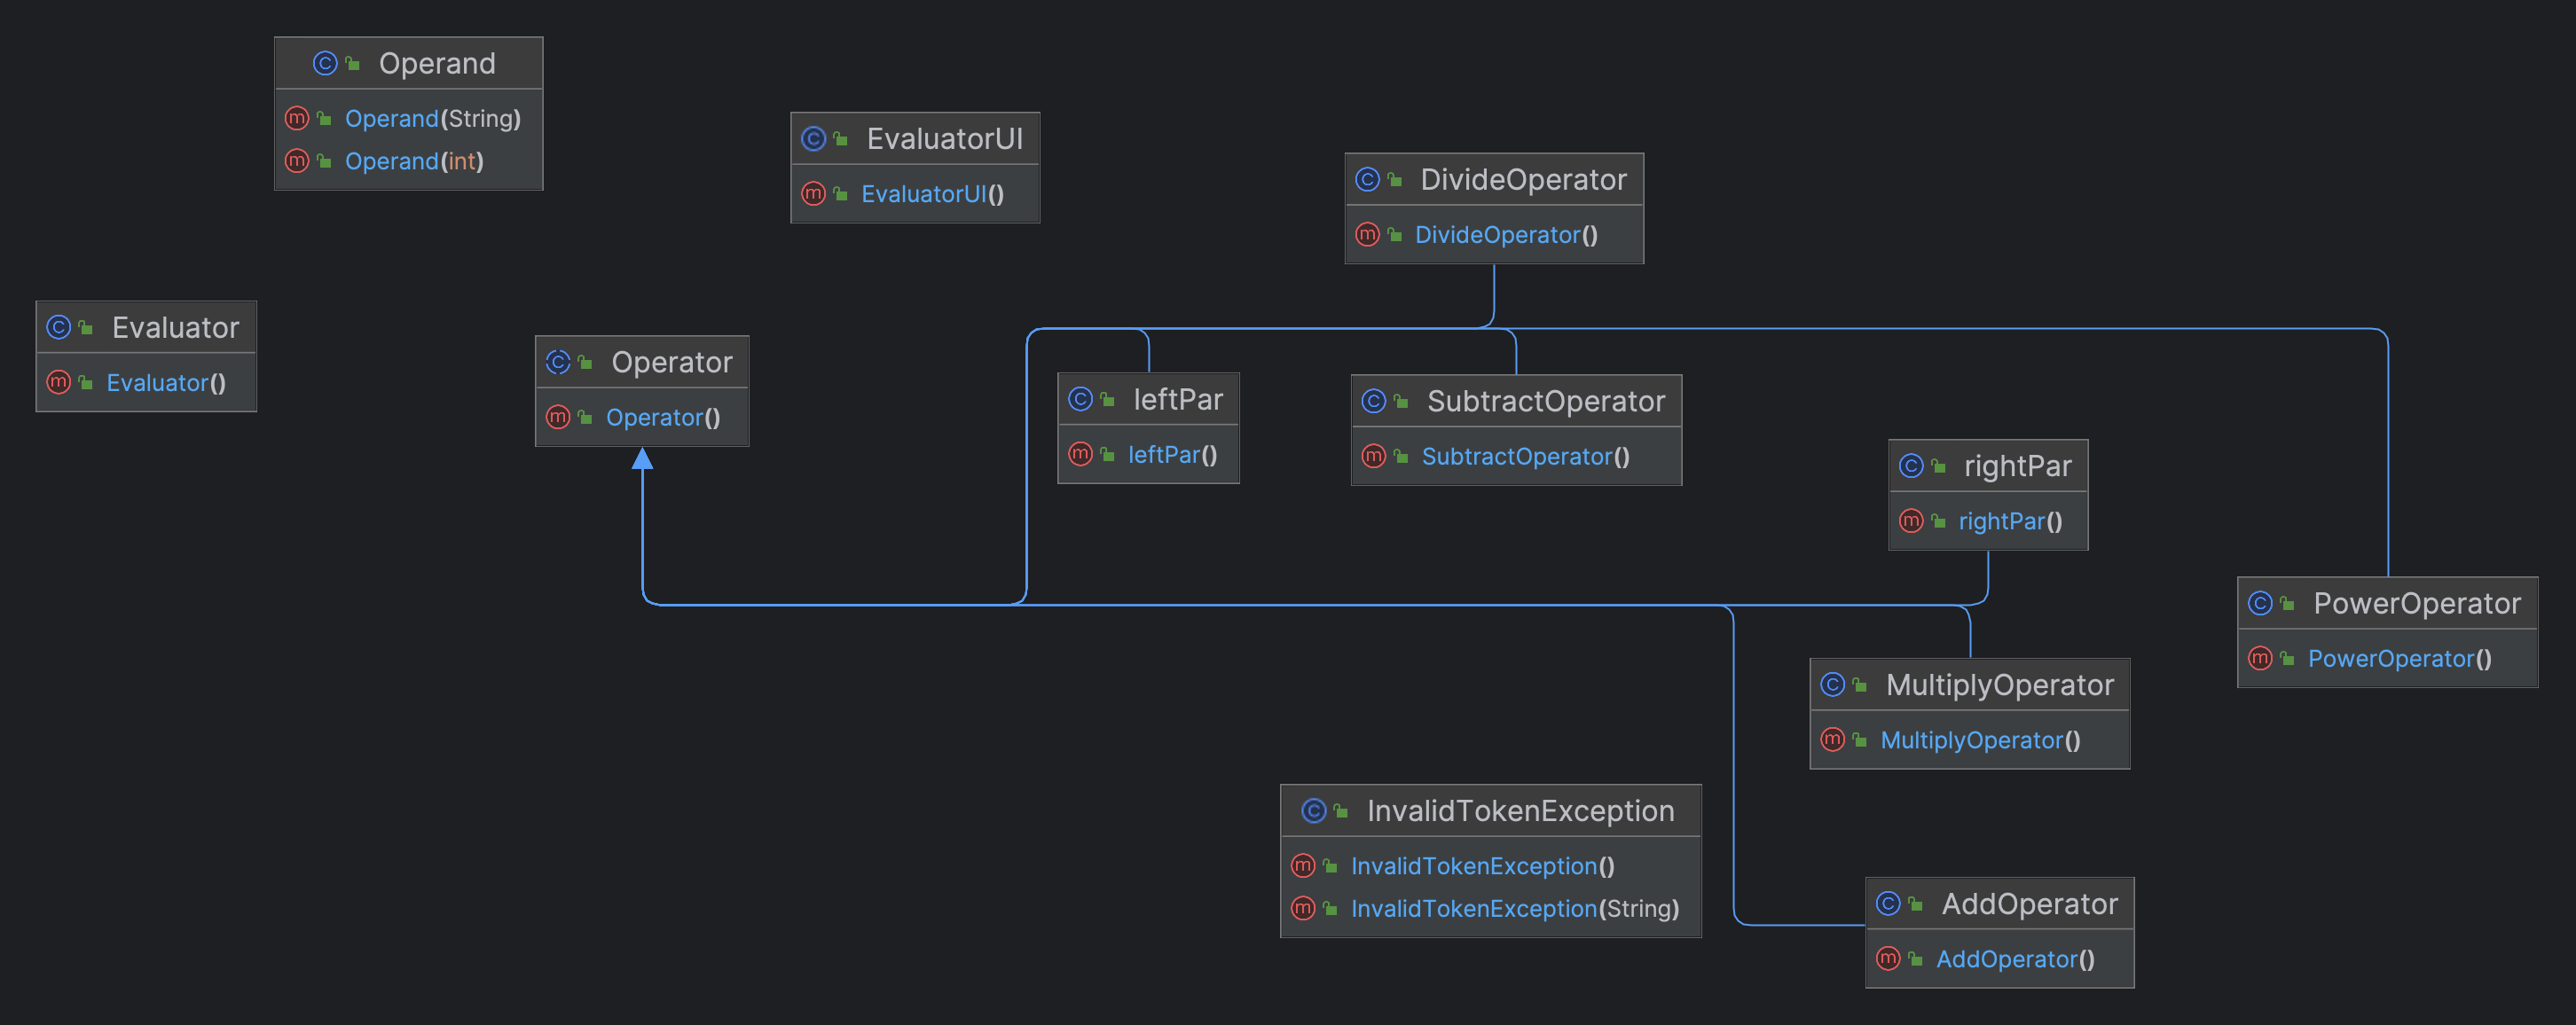 Operand
Operand(String)
Operand(int)
EvaluatorUI
EvaluatorUI()
DivideOperator
DivideOperator()
Evaluator
Evaluator()
Operator
Operator()
leftPar
leftPar()
SubtractOperator
SubtractOperator()
rightPar
rightPar()
PowerOperator
PowerOperator()
MultiplyOperator
MultiplyOperator()
InvalidTokenException
InvalidTokenException()
InvalidTokenException(String)
AddOperator
AddOperator()